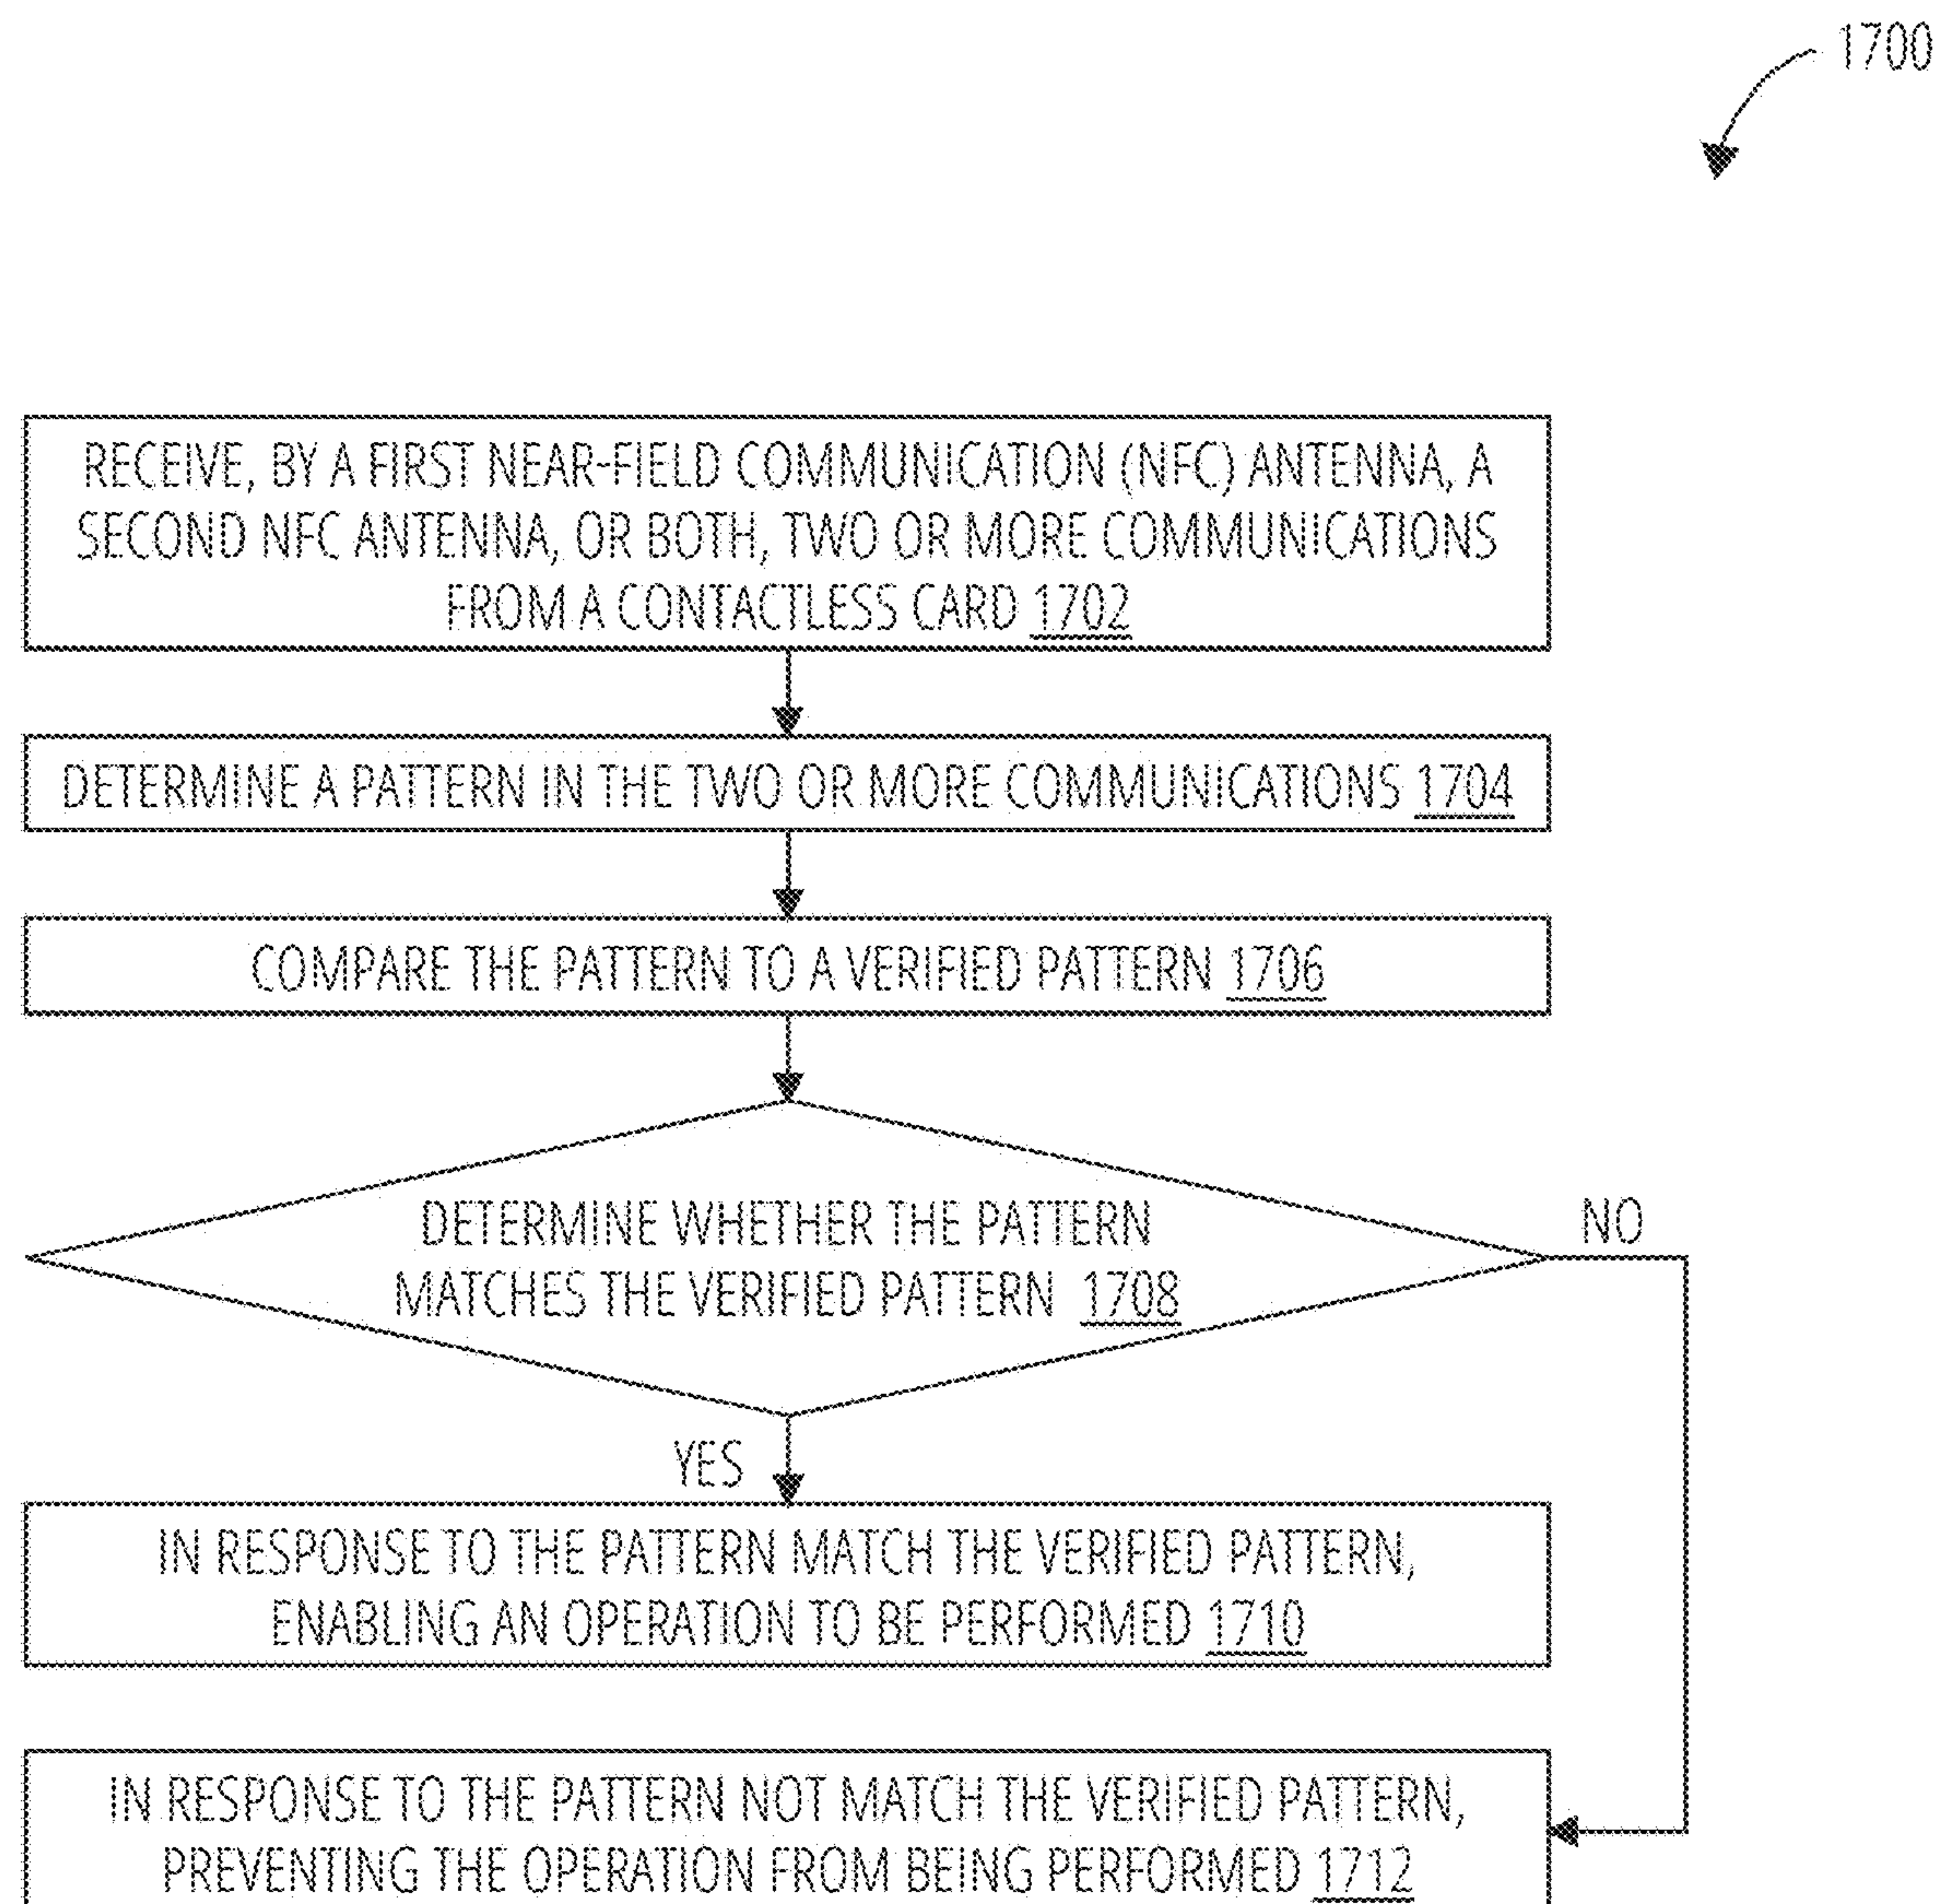 1700
RECEIVE, BY A FIRST NEAR-FIELD COMMUNICATION (NFC) ANTENNA, A
SECOND NFC ANTENNA, OR BOTH, TWO OR MORE COMMUNICATIONS
FROM A CONTACTLESS CARD 1702
DETERMINE A PATTERN IN THE TWO OR MORE COMMUNICATIONS 1704
COMPARE THE PATTERN TO A VERIFIED PATTERN 1706
DETERMINE WHETHER THE PATTERN
MATCHES THE VERIFIED PATTERN 1708
NO
YES
IN RESPONSE TO THE PATTERN MATCH THE VERIFIED PATTERN,
ENABLING AN OPERATION TO BE PERFORMED 1710
IN RESPONSE TO THE PATTERN NOT MATCH THE VERIFIED PATTERN,
PREVENTING THE OPERATION FROM BEING PERFORMED 1712